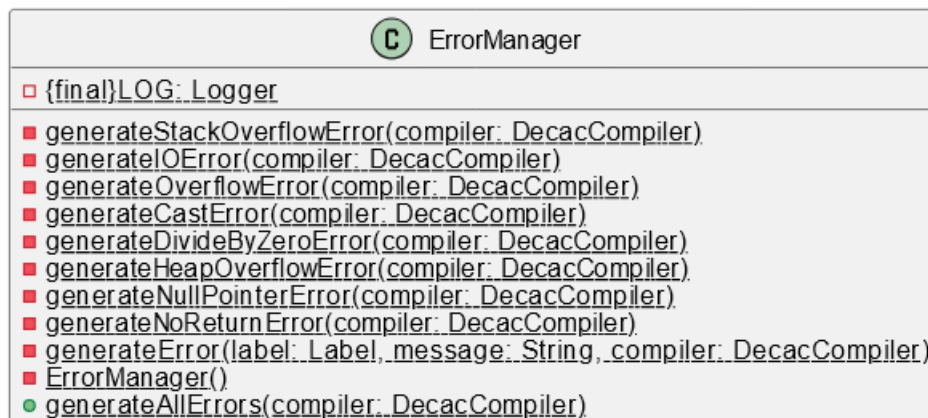 C ErrorManager
{final}LOG: Logger
generateStackOverflowError(compiler: DecacCompiler)
generateIOError(compiler: DecacCompiler)
generateOverflowError(compiler: DecacCompiler)
generateCastError(compiler: DecacCompiler)
generateDivideByZeroError(compiler: DecacCompiler)
generateHeapOverflowError(compiler: DecacCompiler)
generateNullPointerError(compiler: DecacCompiler)
generateNoReturnError(compiler: DecacCompiler)
generateError(label: Label, message: String, compiler: DecacCompiler)
ErrorManager()
generateAllErrors(compiler: DecacCompiler)